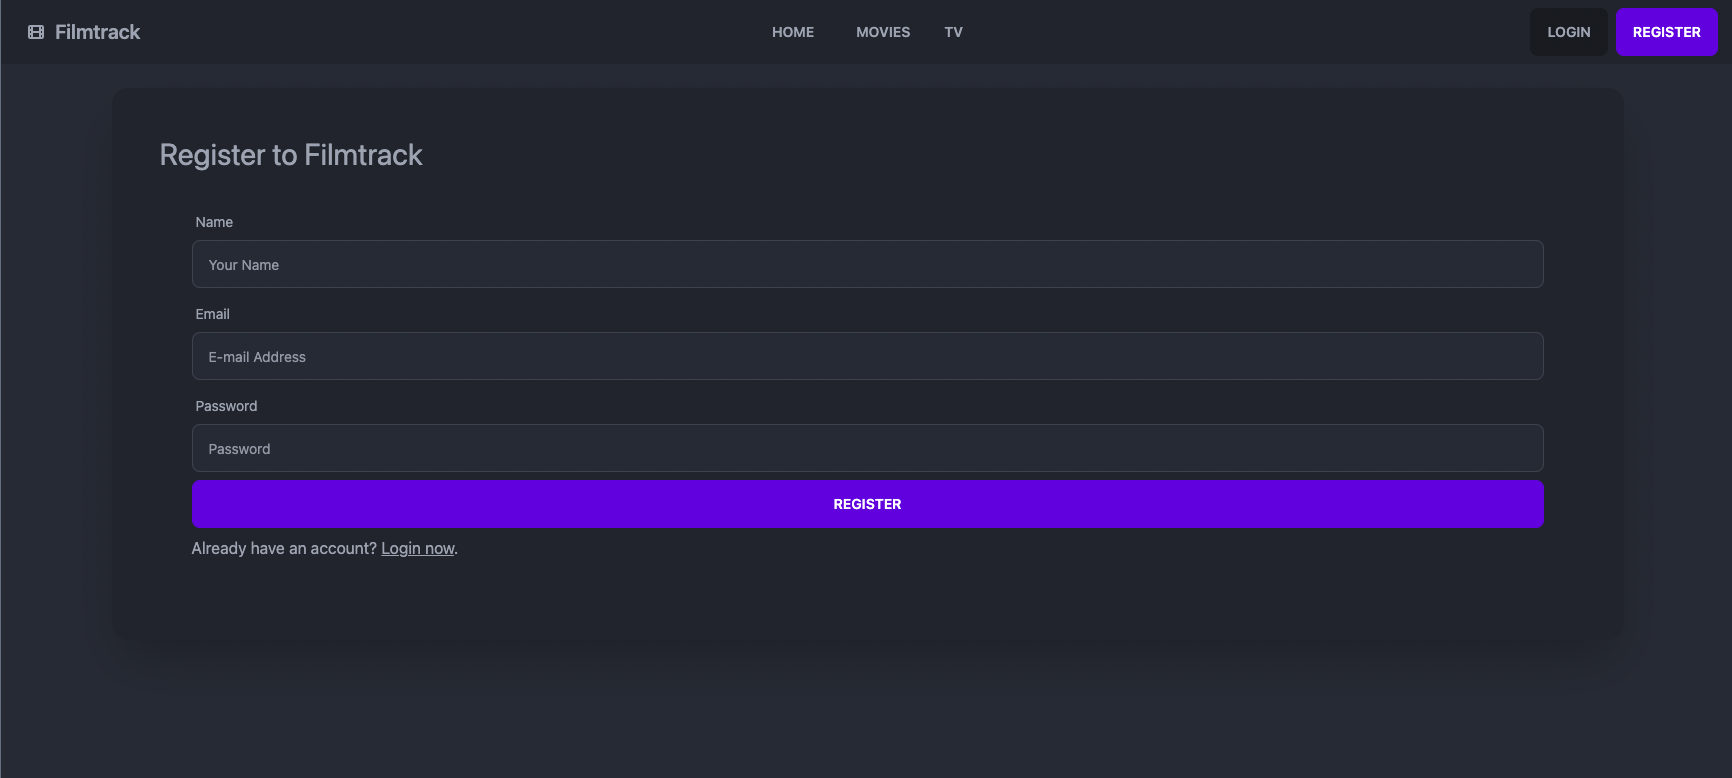 Filmtrack HOME MOVIES TV LOGIN REGISTER
Register to Filmtrack
Name
Your Name
Email
E-mail Address
Password
Password
REGISTER
Already have an account? Login now.